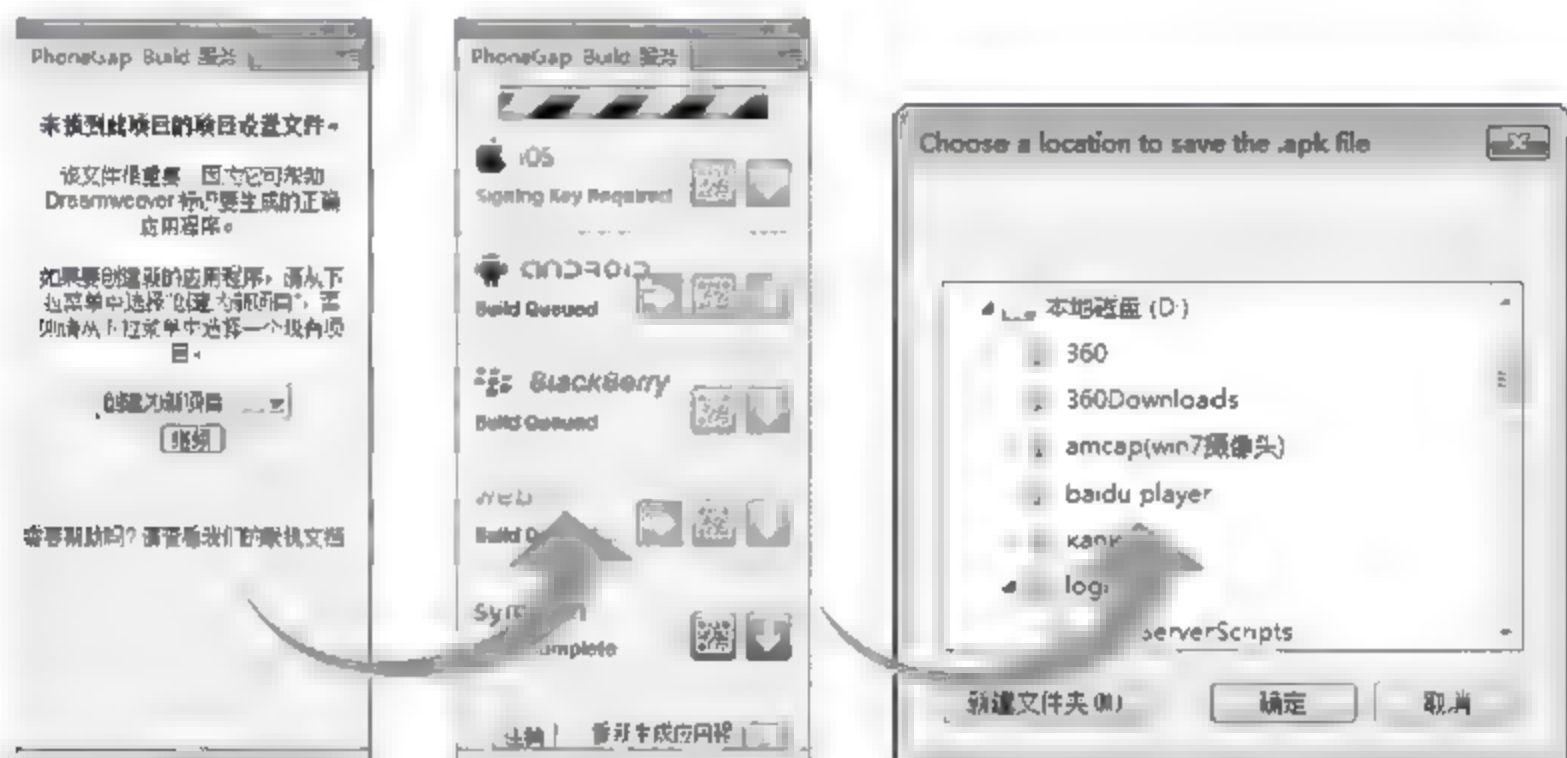 PhoneGap Build 服务
未找到此项目的项目设置文件。
该文件很重要 因为它可帮助
Dreamweaver 标识要生成的正确
应用程序。
如果要创建新的应用程序，请从下
拉菜单中选择“创建为新项目”，否
则请从下拉菜单中选择一个现有项
目。
创建为新项目
继续
需要帮助吗？请查看我们的联机文档
PhoneGap Build 服务
iOS
Signing Key Required
ANDROID
Build Queued
BlackBerry
Build Queued
web
Build
重新生成应用程
Choose a location to save the .apk file
本地磁盘 (D:)
360
360Downloads
amcap(win7摄像头)
baidu player
ServerScripts
新建文件夹(N)
确定
取消